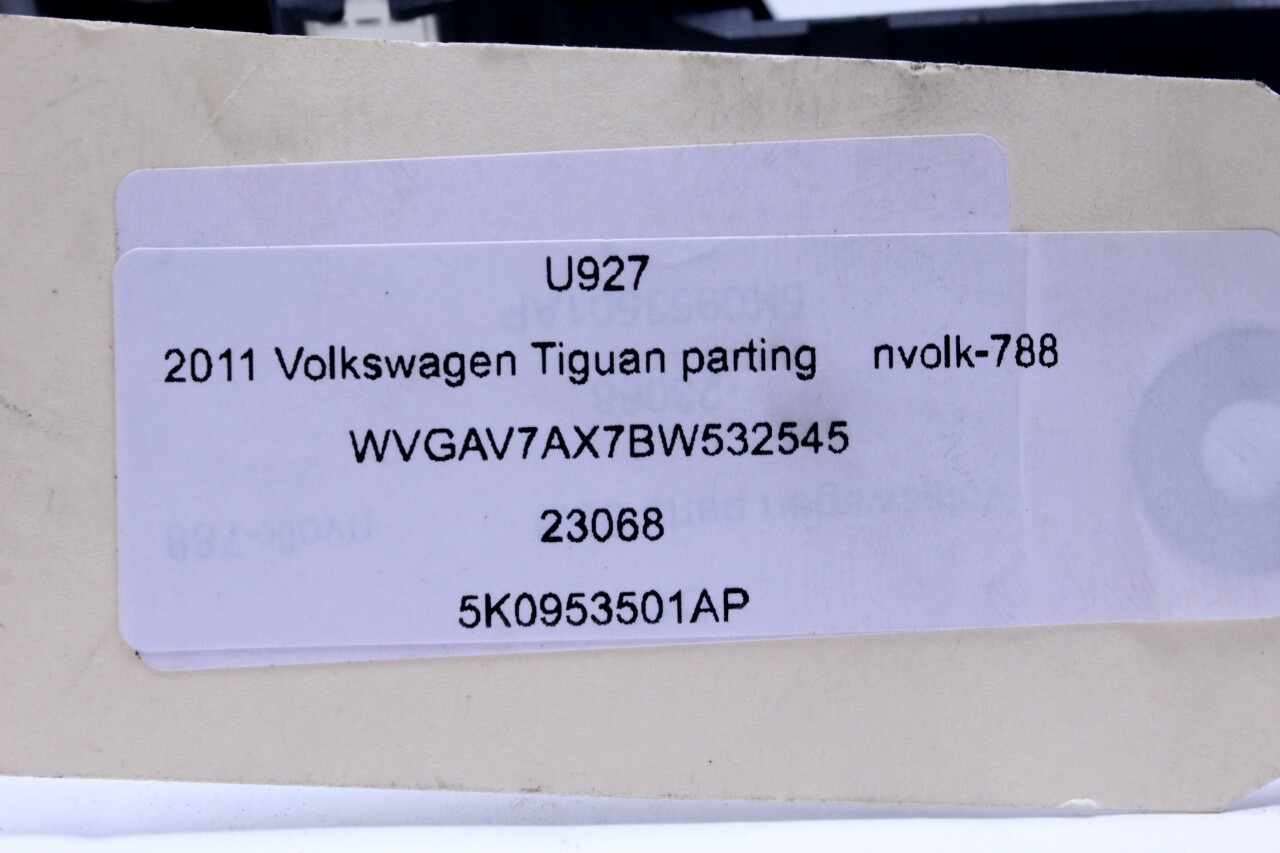 U927
2011 Volkswagen Tiguan parting nvolk-788
WVGAV7AX7BW532545
23068
5K0953501AP